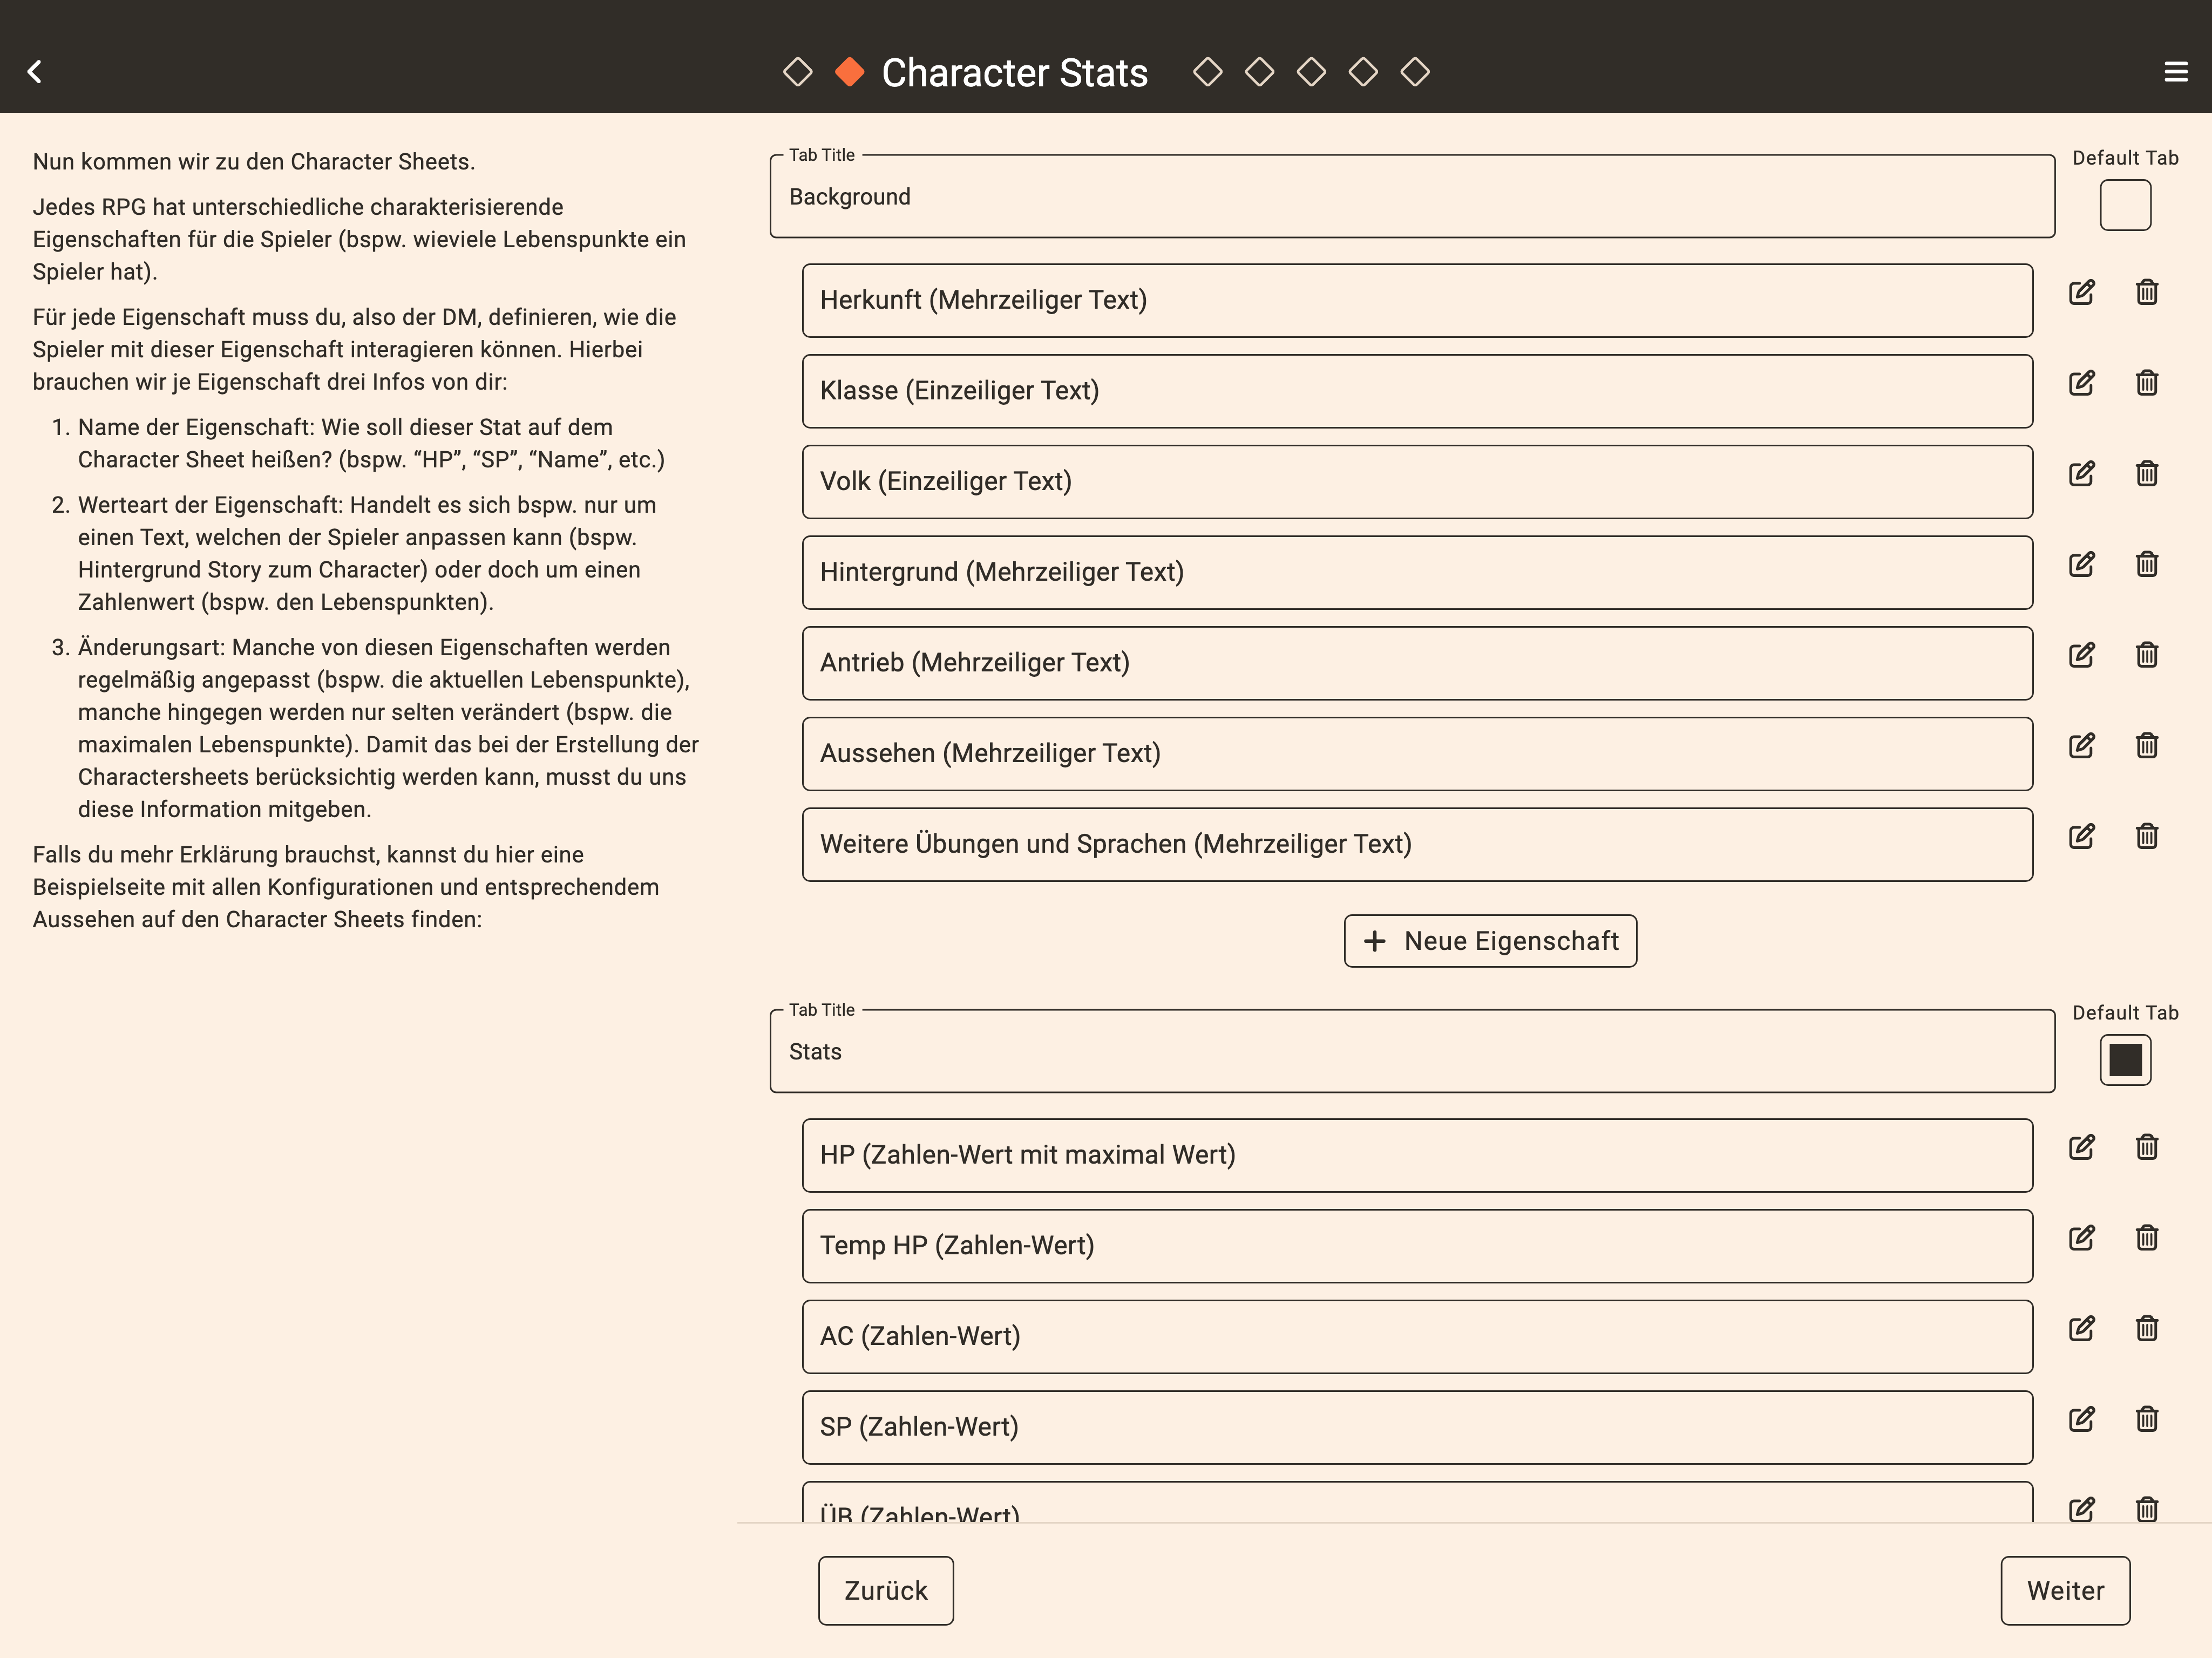 Character Stats
Nun kommen wir zu den Character Sheets.
Jedes RPG hat unterschiedliche charakterisierende
Eigenschaften für die Spieler (bspw. wieviele Lebenspunkte ein
Spieler hat).
Für jede Eigenschaft muss du, also der DM, definieren, wie die
Spieler mit dieser Eigenschaft interagieren können. Hierbei
brauchen wir je Eigenschaft drei Infos von dir:
1. Name der Eigenschaft: Wie soll dieser Stat auf dem
Character Sheet heißen? (bspw. “HP”, “SP”, “Name”, etc.)
2. Werteart der Eigenschaft: Handelt es sich bspw. nur um
einen Text, welchen der Spieler anpassen kann (bspw.
Hintergrund Story zum Character) oder doch um einen
Zahlenwert (bspw. den Lebenspunkten).
3. Änderungsart: Manche von diesen Eigenschaften werden
regelmäßig angepasst (bspw. die aktuellen Lebenspunkte),
manche hingegen werden nur selten verändert (bspw. die
maximalen Lebenspunkte). Damit das bei der Erstellung der
Charactersheets berücksichtig werden kann, musst du uns
diese Information mitgeben.
Falls du mehr Erklärung brauchst, kannst du hier eine
Beispielseite mit allen Konfigurationen und entsprechendem
Aussehen auf den Character Sheets finden:
Tab Title
Default Tab
Background
Herkunft (Mehrzeiliger Text)
Klasse (Einzeiliger Text)
Volk (Einzeiliger Text)
Hintergrund (Mehrzeiliger Text)
Antrieb (Mehrzeiliger Text)
Aussehen (Mehrzeiliger Text)
Weitere Übungen und Sprachen (Mehrzeiliger Text)
+ Neue Eigenschaft
Tab Title
Default Tab
Stats
HP (Zahlen-Wert mit maximal Wert)
Temp HP (Zahlen-Wert)
AC (Zahlen-Wert)
SP (Zahlen-Wert)
ÜB (Zahlen-Wert)
Zurück
Weiter